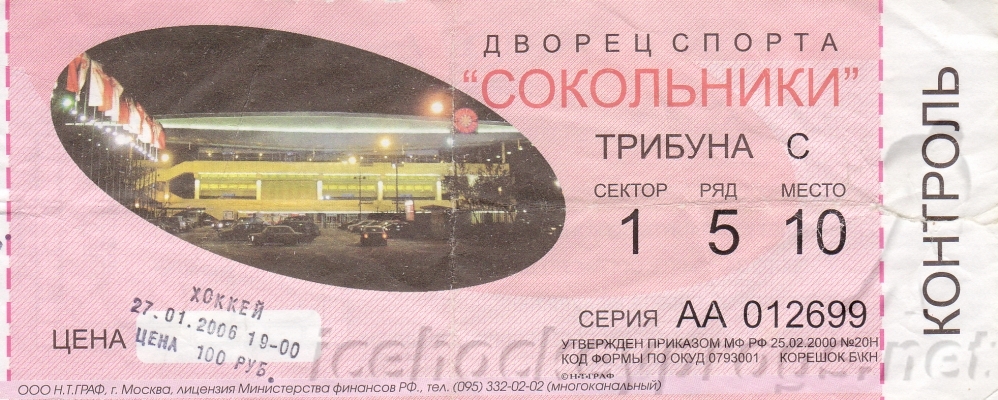 ДВОРЕЦ СПОРТА
"СОКОЛЬНИКИ"
ТРИБУНА С
СЕКТОР РЯД МЕСТО
1 5 10
ХОККЕЙ
27.01.2006 19-00
ЦЕНА 100 РУБ.
ЦЕНА
СЕРИЯ АА 012699
УТВЕРЖДЕН ПРИКАЗОМ МФ РФ 25.02.2000 №20Н
КОД ФОРМЫ ПО ОКУД 0793001 КОРЕШОК Б\КН
©Н-Т-ГРАФ
ООО Н.Т.ГРАФ, г. Москва, лицензия Министерства финансов РФ., тел. (095) 332-02-02 (многоканальный)
КОНТРОЛЬ